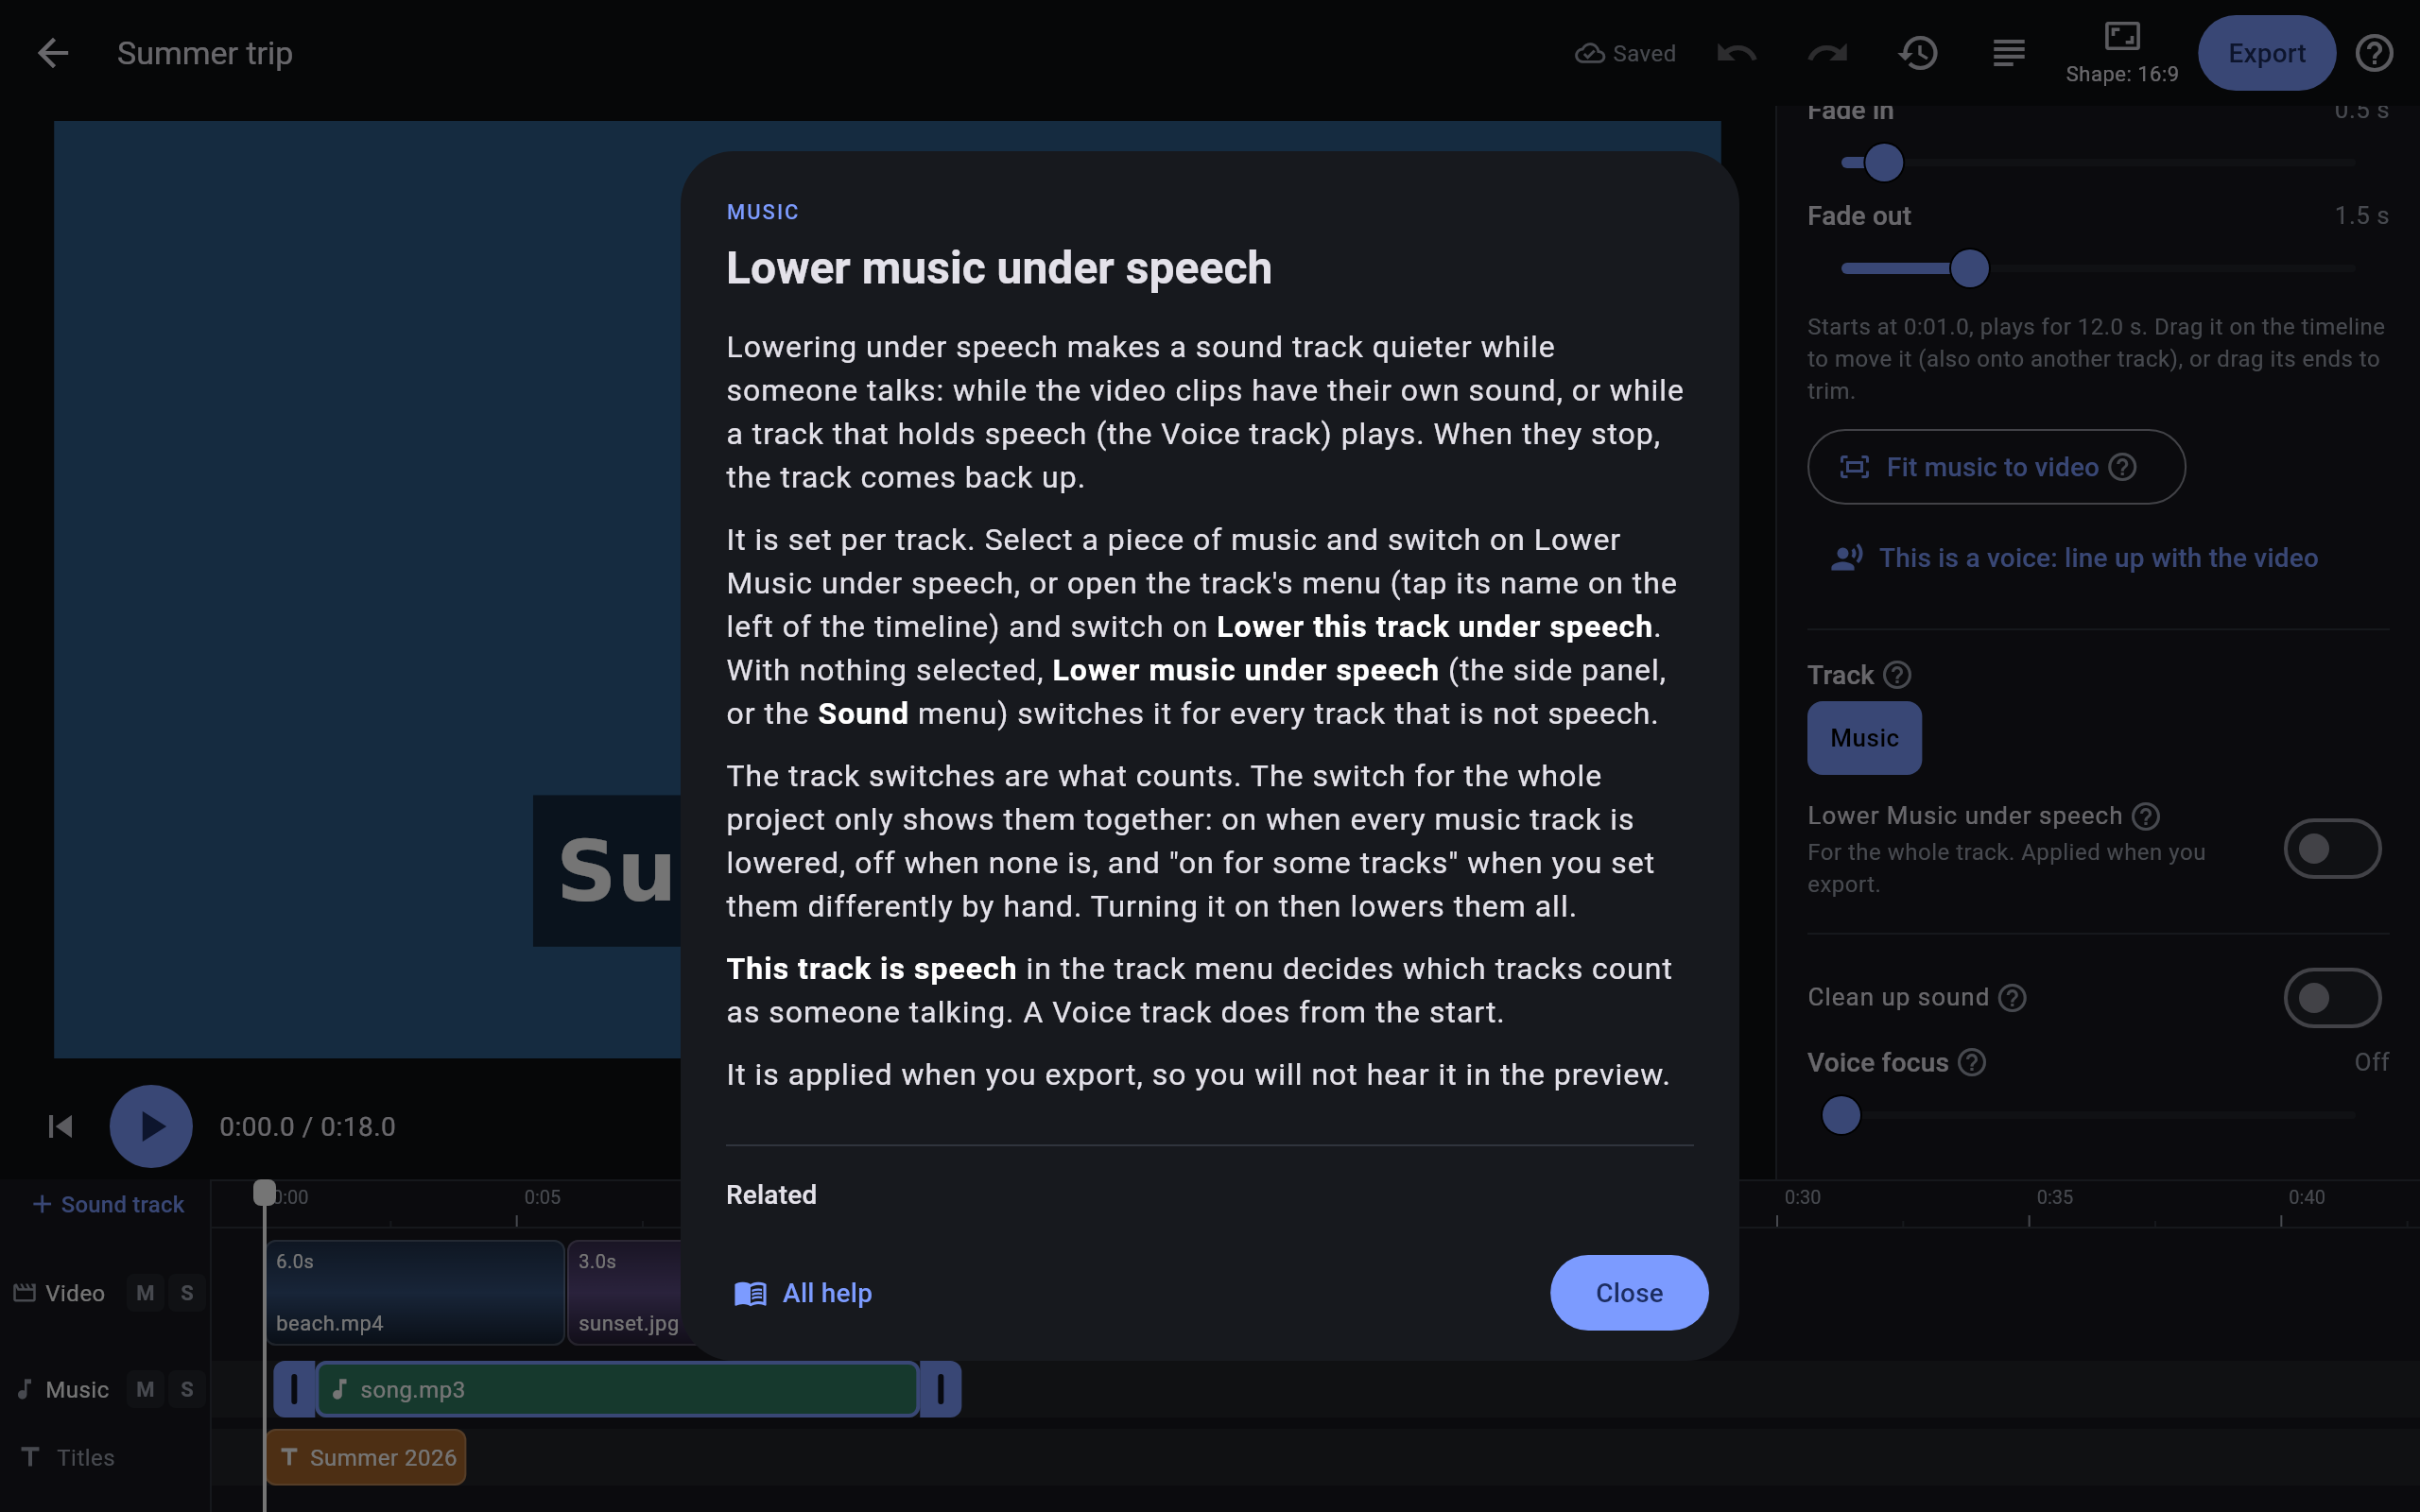 Summer trip
Saved
Shape: 16:9
Export
Fade in
0.5 s
Fade out
1.5 s
Starts at 0:01.0, plays for 12.0 s. Drag it on the timeline
to move it (also onto another track), or drag its ends to
trim.
Fit music to video
This is a voice: line up with the video
Track
Music
Lower Music under speech
For the whole track. Applied when you
export.
Clean up sound
Voice focus
Off
MUSIC
Lower music under speech
Lowering under speech makes a sound track quieter while
someone talks: while the video clips have their own sound, or while
a track that holds speech (the Voice track) plays. When they stop,
the track comes back up.
It is set per track. Select a piece of music and switch on Lower
Music under speech, or open the track's menu (tap its name on the
left of the timeline) and switch on Lower this track under speech.
With nothing selected, Lower music under speech (the side panel,
or the Sound menu) switches it for every track that is not speech.
The track switches are what counts. The switch for the whole
project only shows them together: on when every music track is
lowered, off when none is, and "on for some tracks" when you set
them differently by hand. Turning it on then lowers them all.
This track is speech in the track menu decides which tracks count
as someone talking. A Voice track does from the start.
It is applied when you export, so you will not hear it in the preview.
Related
All help
Close
Su
0:00.0 / 0:18.0
Sound track
0:00
0:05
0:30
0:35
0:40
Video
M
S
6.0s
beach.mp4
3.0s
sunset.jpg
Music
M
S
song.mp3
Titles
Summer 2026